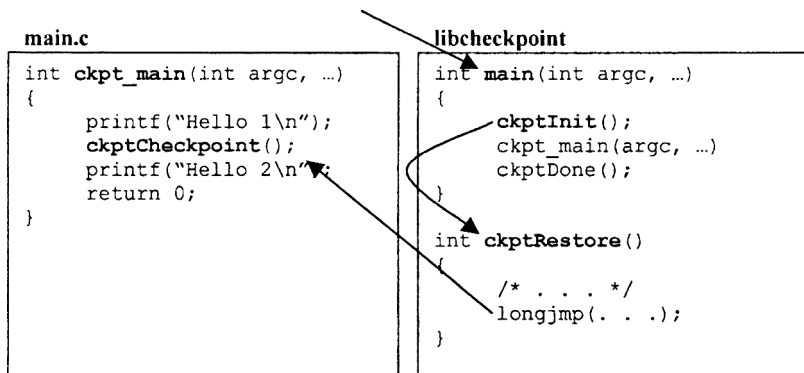 main.c
int ckpt_main(int argc, …)
{
printf("Hello 1\n");
ckptCheckpoint();
printf("Hello 2\n");
return 0;
}
libcheckpoint
int main(int argc, …)
{
ckptInit();
ckpt_main(argc, …)
ckptDone();
}
int ckptRestore()
{
/* . . . */
longjmp(. . .);
}